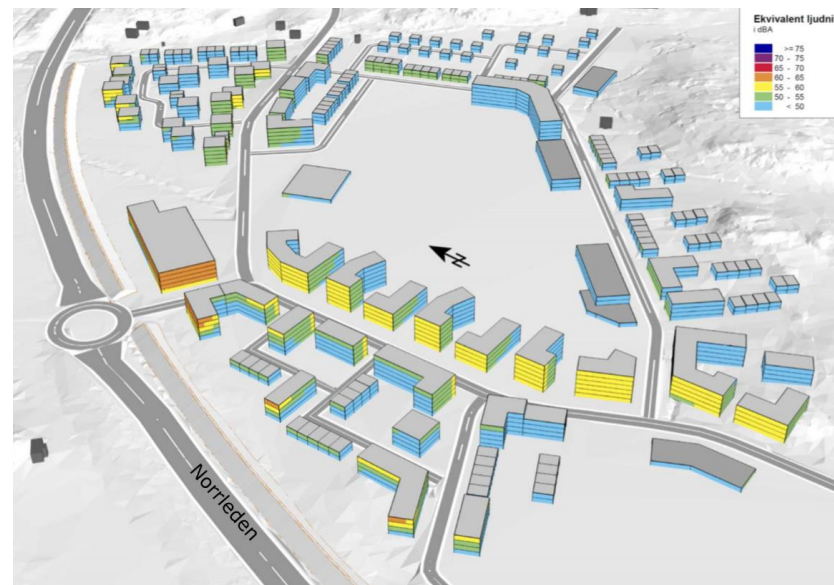 Ekvivalent ljudni
i dBA
>= 75
70 - 75
65 - 70
60 - 65
55 - 60
50 - 55
< 50
N
Norrleden